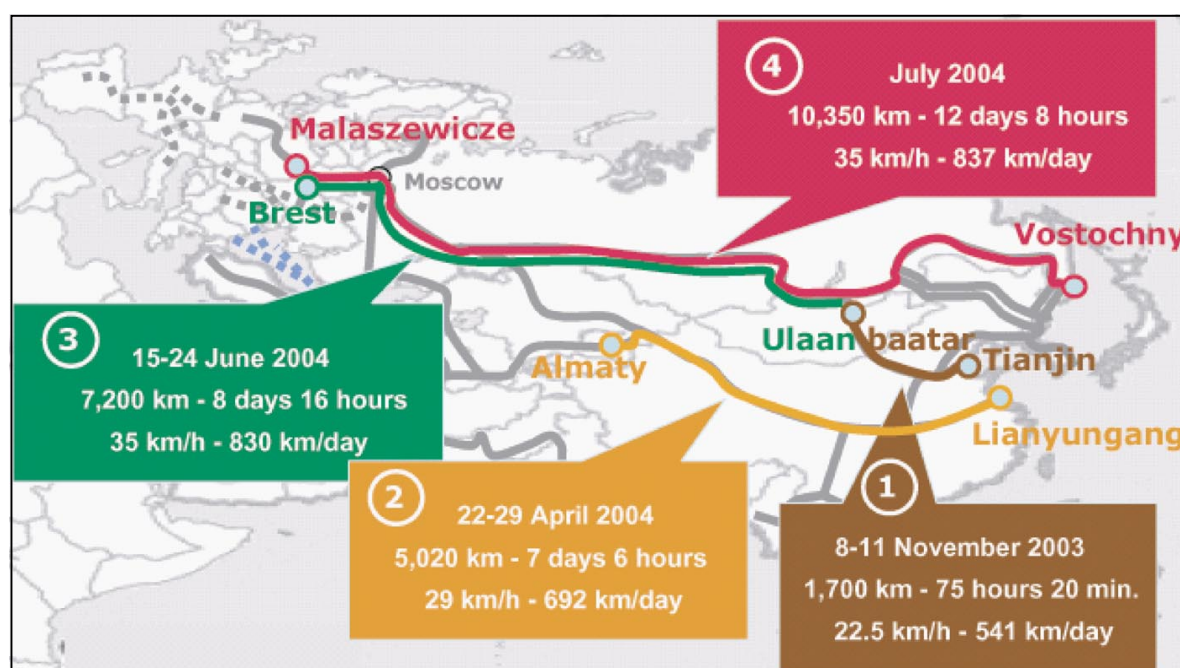 4
July 2004
10,350 km - 12 days 8 hours
35 km/h - 837 km/day
Malaszewicze
Moscow
Brest
Vostochny
3
15-24 June 2004
7,200 km - 8 days 16 hours
35 km/h - 830 km/day
Ulaan baatar
Almaty
Tianjin
Lianyungang
2
22-29 April 2004
5,020 km - 7 days 6 hours
29 km/h - 692 km/day
1
8-11 November 2003
1,700 km - 75 hours 20 min.
22.5 km/h - 541 km/day